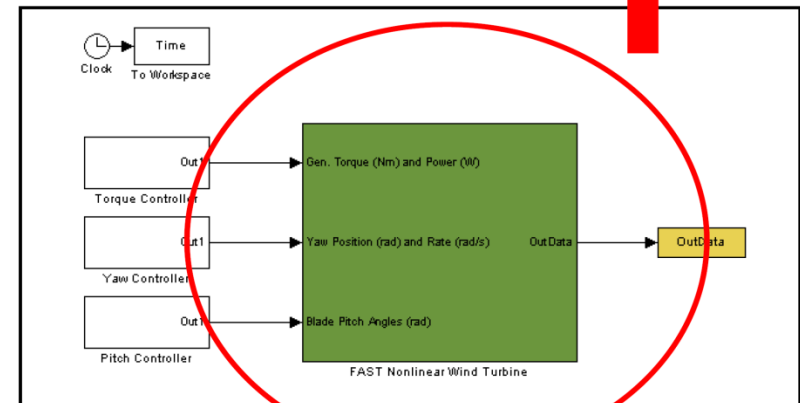 Time
Clock
To Workspace
Out1
Gen. Torque (Nm) and Power (W)
Torque Controller
Out1
Yaw Position (rad) and Rate (rad/s)
OutData
OutData
Yaw Controller
Out1
Blade Pitch Angles (rad)
Pitch Controller
FAST Nonlinear Wind Turbine